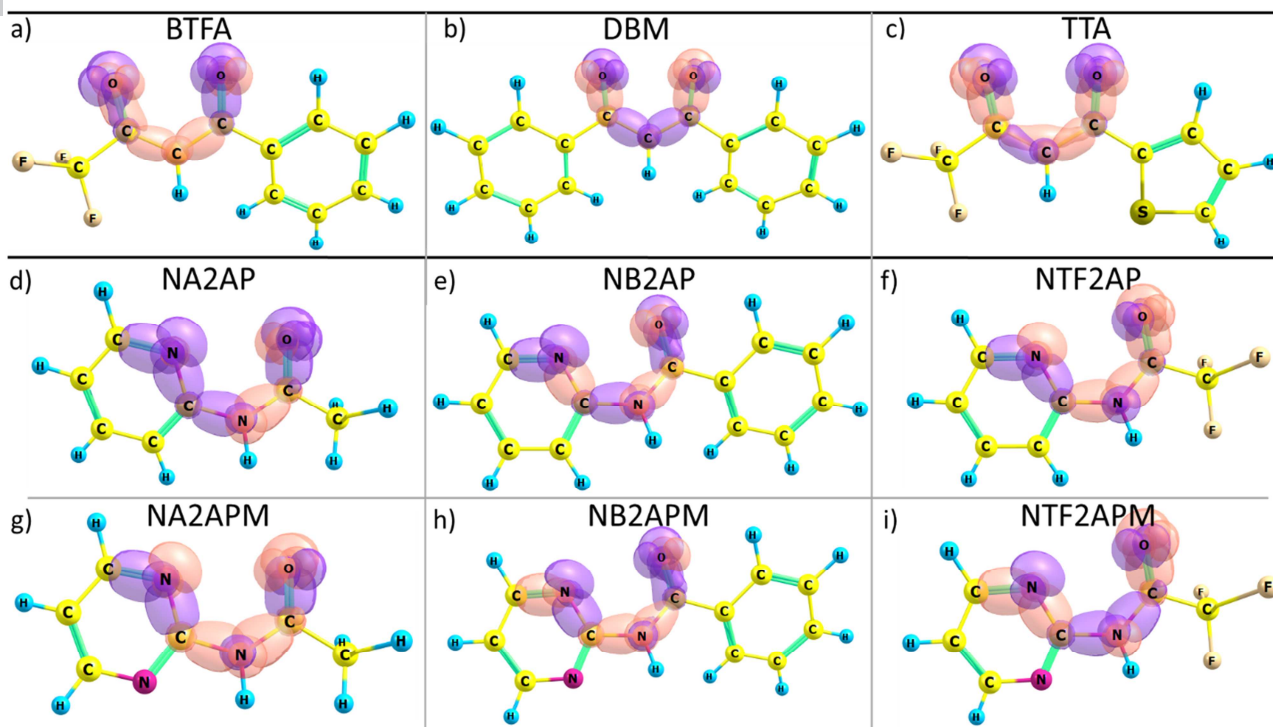 a) BTFA
b) DBM
c) TTA
O O H C C C H F F C C C C C H F H H C C H H
O O H H C C C C C C H C C C C C H H C C C C C H H H C H H C H H
O O H C C C C F F C C C C H F H S C H
d) NA2AP
e) NB2AP
f) NTF2AP
H C N O H C C C H H C C N C H H H H H
H C N O C H H C C C N C C C H H C C H C C H H H H
H C N O C F F C C N C H C C H F H H
g) NA2APM
h) NB2APM
i) NTF2APM
H C N O H C C C H H C N N C H H H
H C N O C H H C C C N C C C H H C N H C C H H H
H C N O C F F C C N C H C N H F H